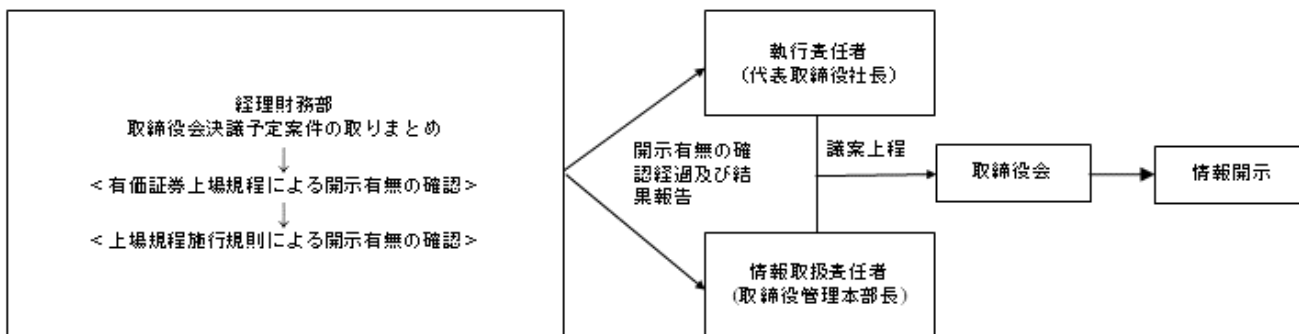 経理財務部
取締役会決議予定案件の取りまとめ
↓
＜有価証券上場規程による開示有無の確認＞
↓
＜上場規程施行規則による開示有無の確認＞
開示有無の確
認経過及び結
果報告
執行責任者
（代表取締役社長）
情報取扱責任者
(取締役管理本部長)
議案上程
取締役会
情報開示